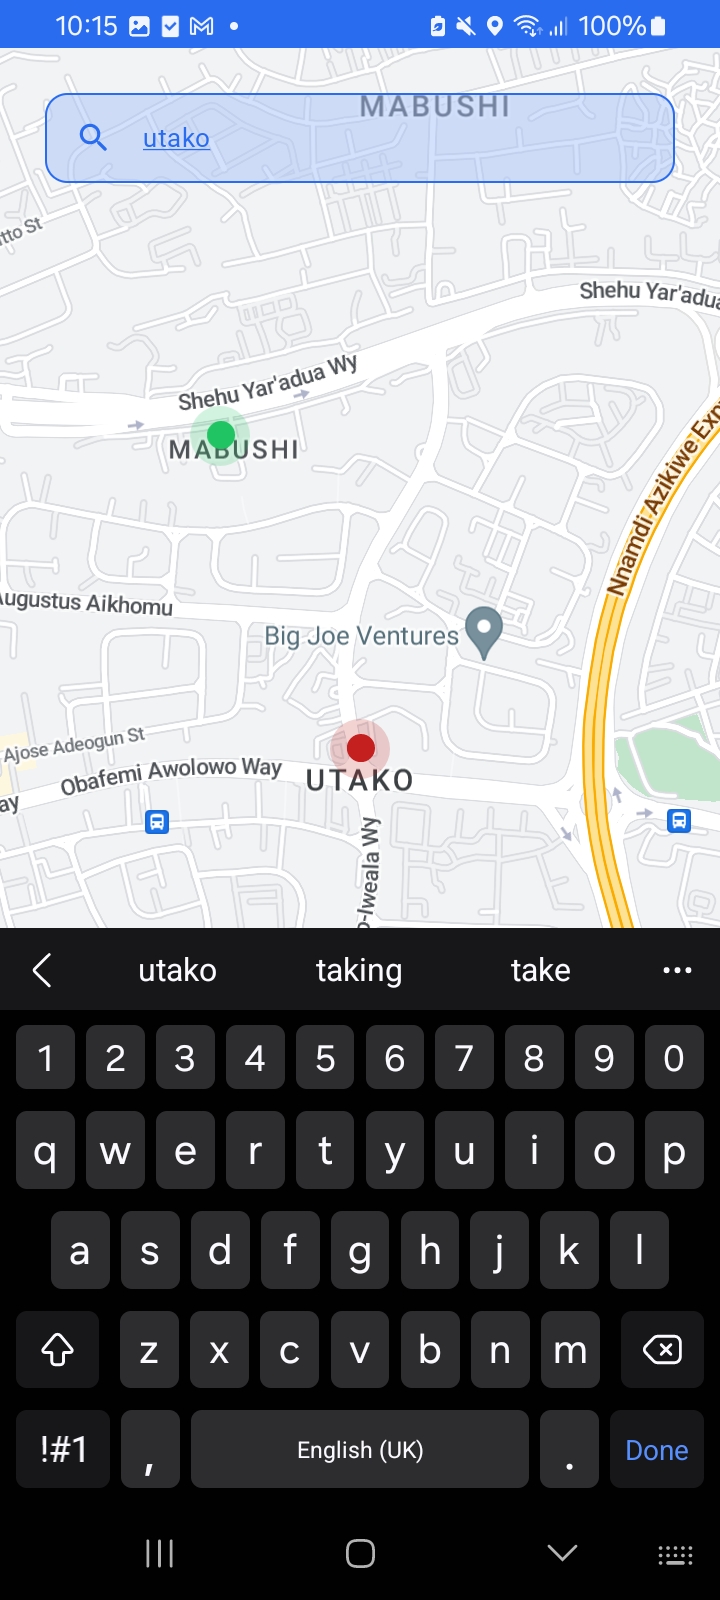 10:15 100%
MABUSHI
utako
tto St
Shehu Yar'adua
Shehu Yar'adua Wy
MABUSHI
Nnamdi Azikiwe Exp
Augustus Aikhomu
Big Joe Ventures
Ajose Adeogun St
Obafemi Awolowo Way
UTAKO
ay
o-Iweala Wy
utako taking take
1 2 3 4 5 6 7 8 9 0
q w e r t y u i o p
a s d f g h j k l
z x c v b n m
!#1 , English (UK) . Done